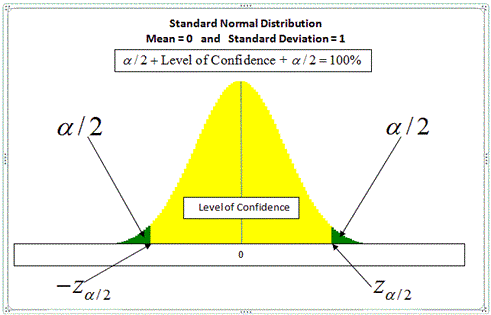 Standard Normal Distribution
Mean = 0 and Standard Deviation = 1
α / 2 + Level of Confidence + α / 2 = 100%
α / 2
α / 2
Level of Confidence
0
−z_{α/2}
z_{α/2}